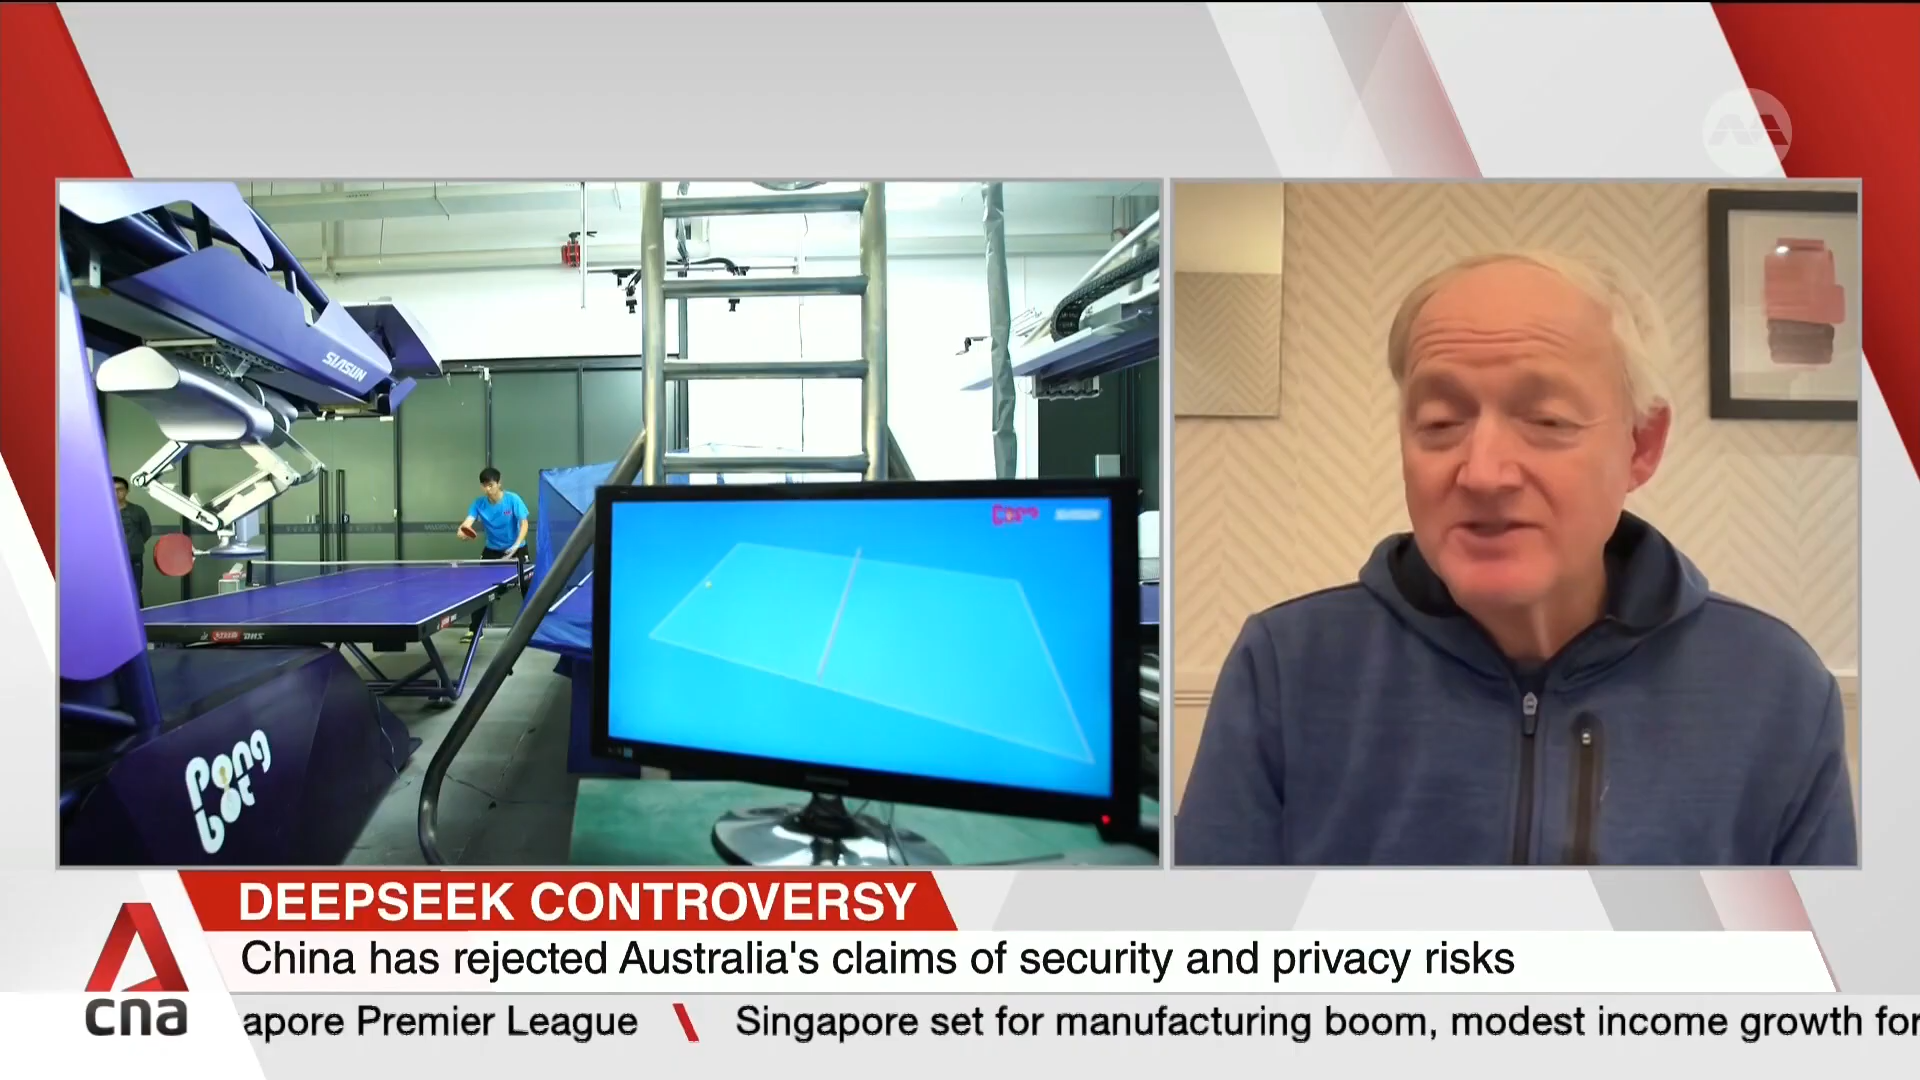 SIASUN
DHS
Pong
bot
DEEPSEEK CONTROVERSY
China has rejected Australia's claims of security and privacy risks
cna
apore Premier League \ Singapore set for manufacturing boom, modest income growth for